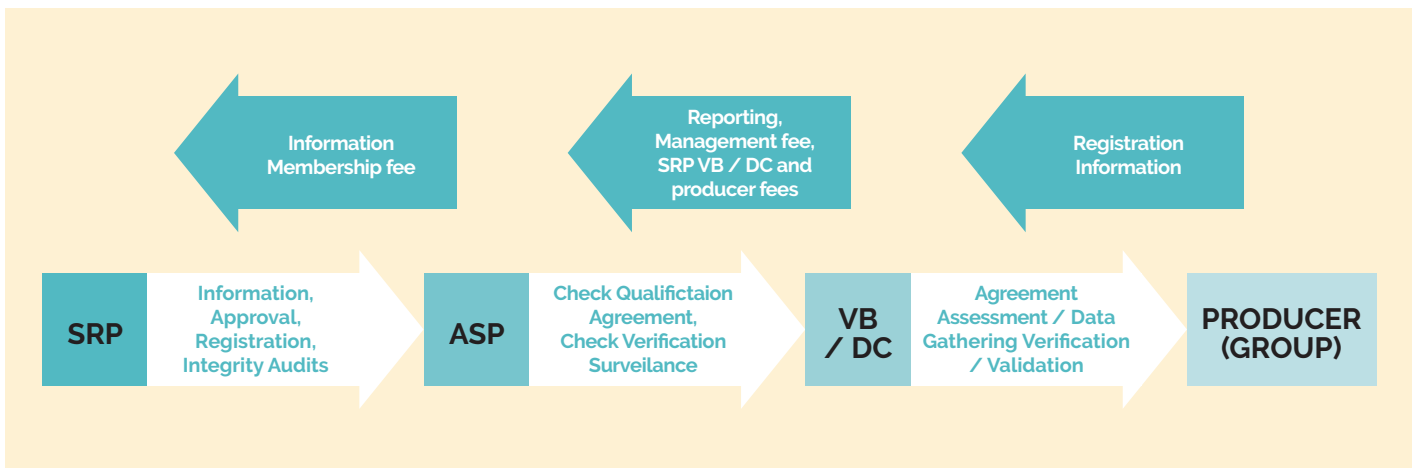 Information
Membership fee
Reporting,
Management fee,
SRP VB / DC and
producer fees
Registration
Information
SRP
Information,
Approval,
Registration,
Integrity Audits
ASP
Check Qualifictaion
Agreement,
Check Verification
Surveilance
VB
/ DC
Agreement
Assessment / Data
Gathering Verification
/ Validation
PRODUCER
(GROUP)